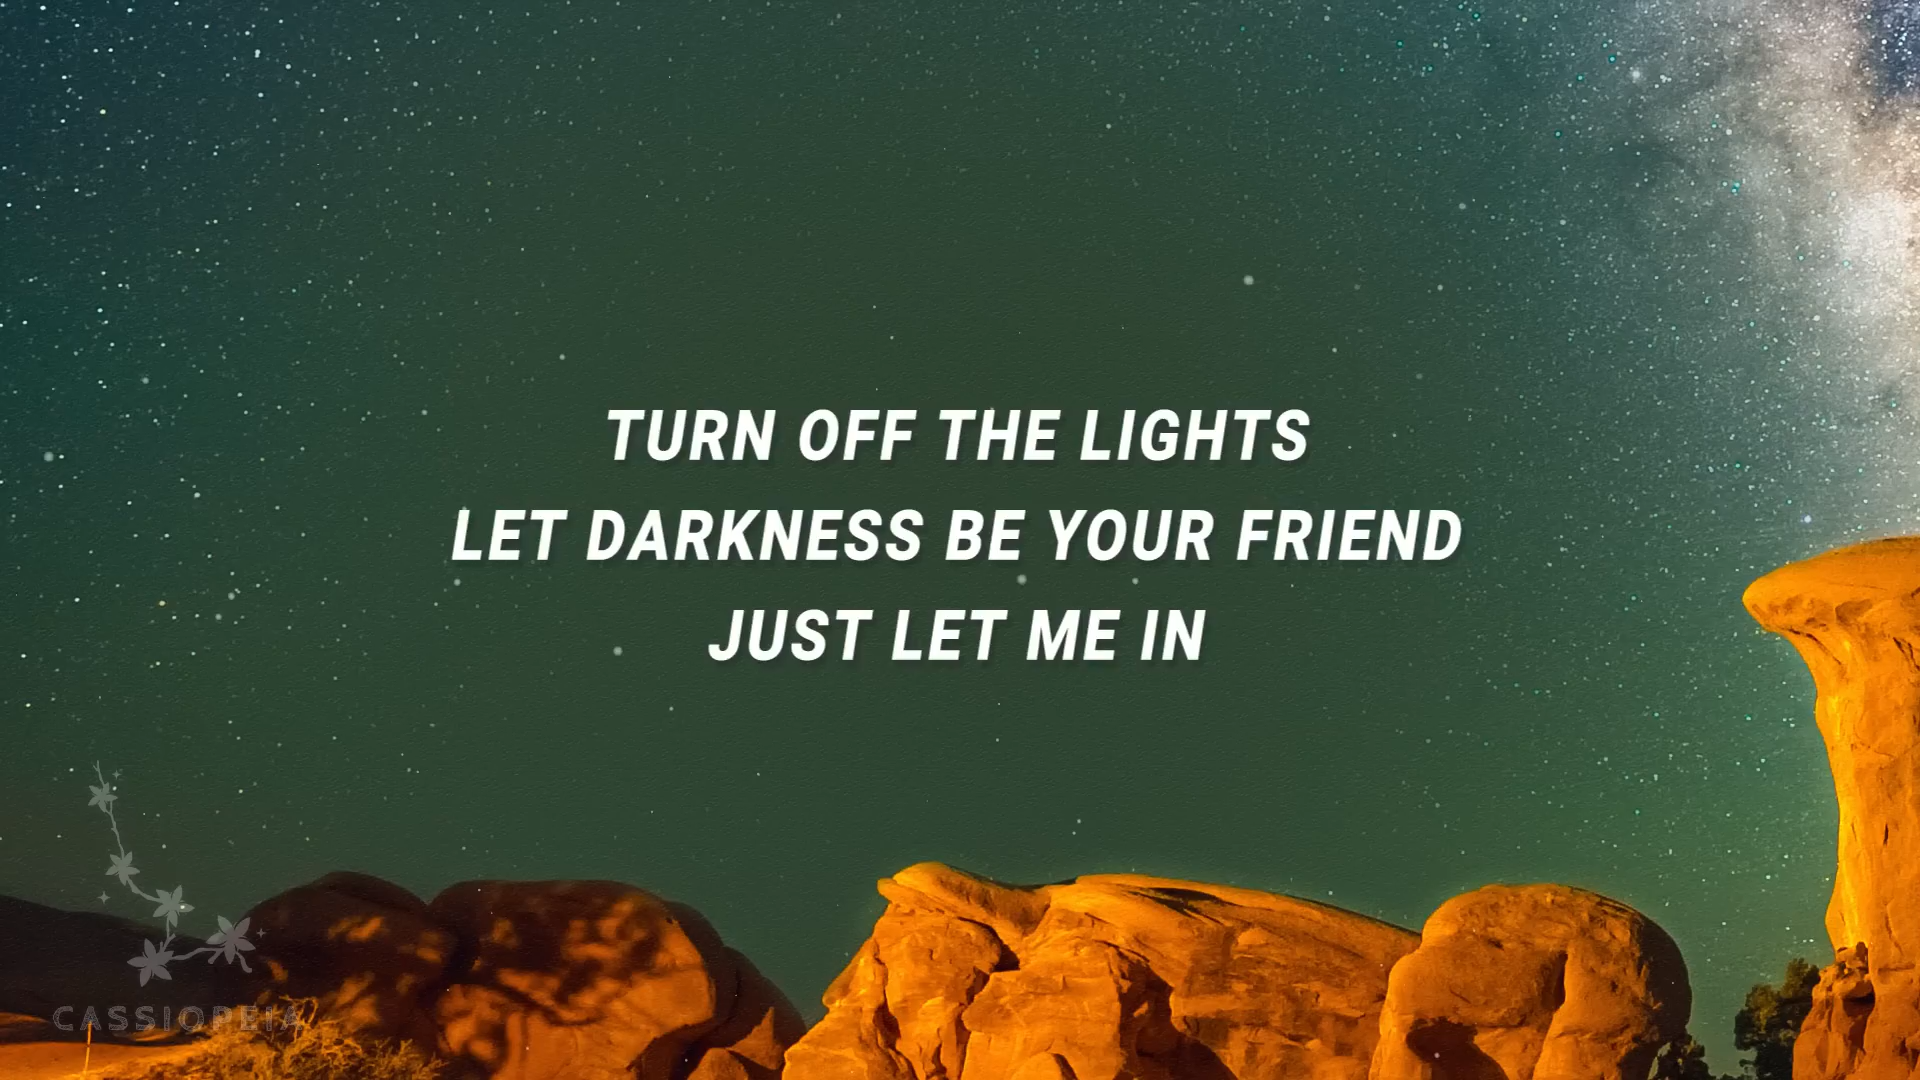 TURN OFF THE LIGHTS
LET DARKNESS BE YOUR FRIEND
JUST LET ME IN
CASSIOPEIA